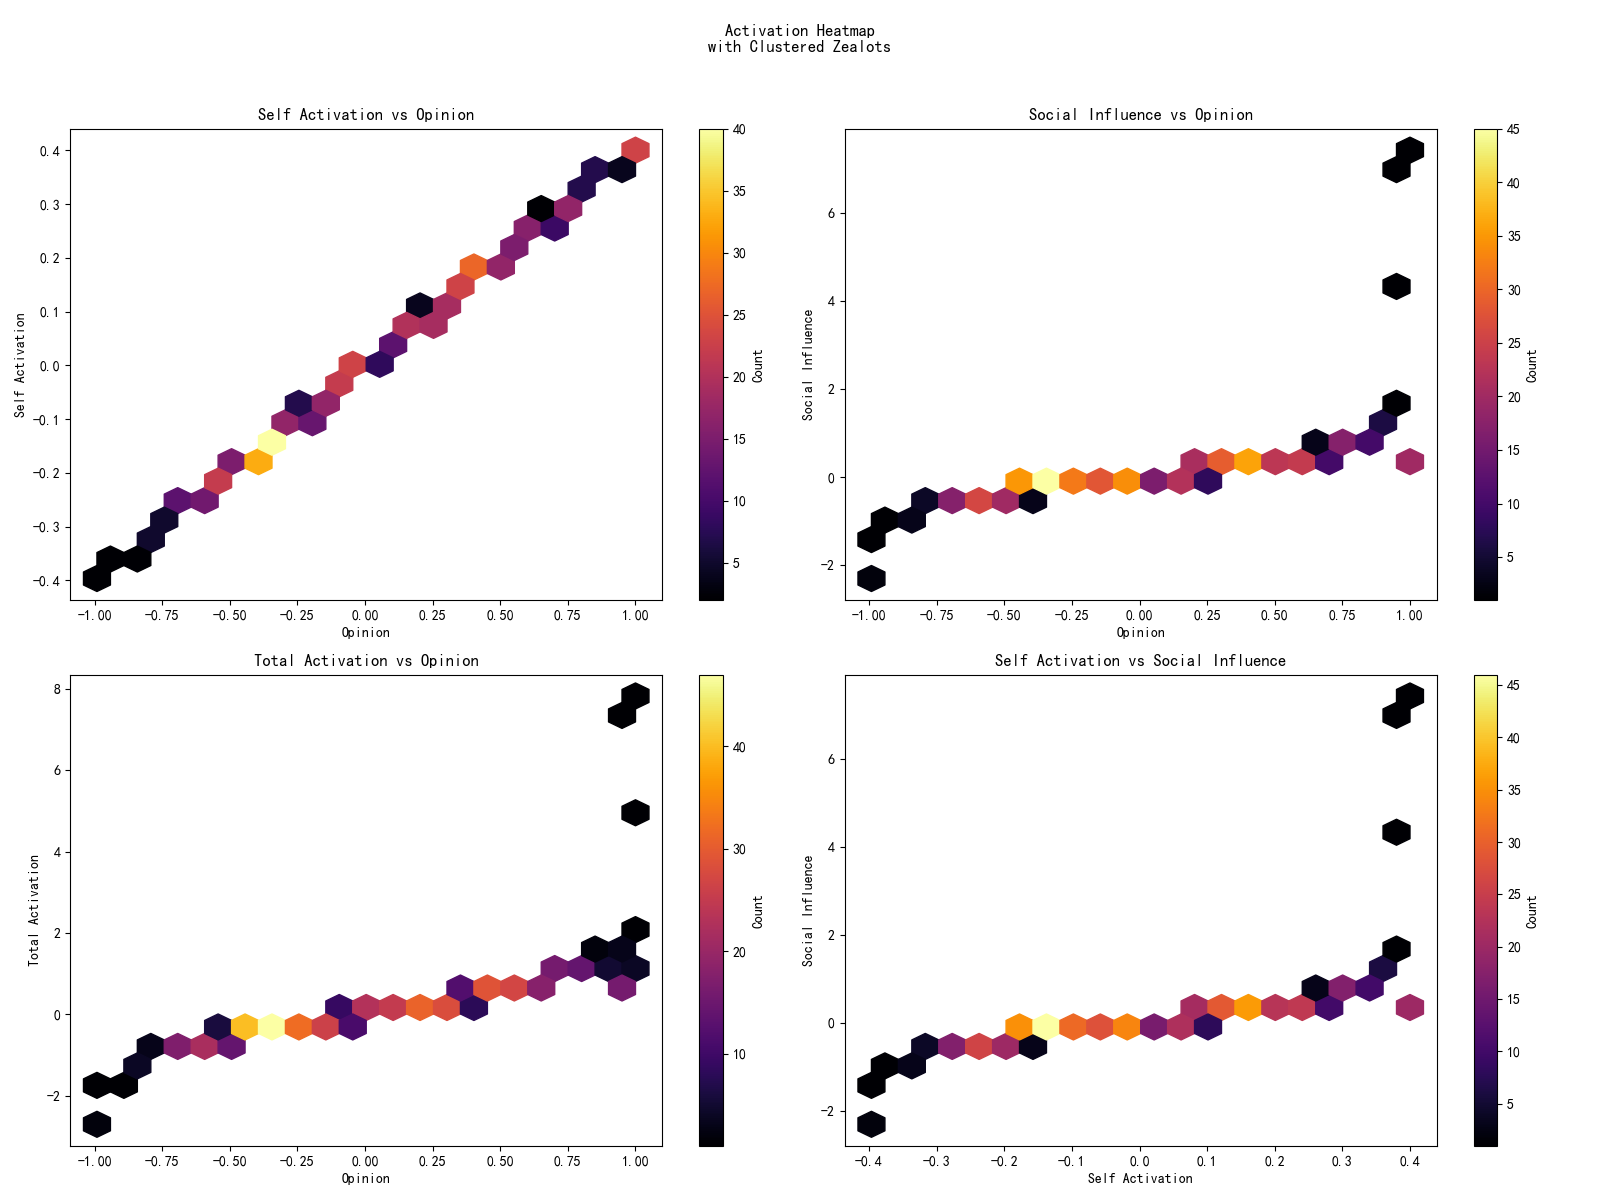 Activation Heatmap
with Clustered Zealots
Self Activation vs Opinion
Self Activation
0.4
0.3
0.2
0.1
0.0
−0.1
−0.2
−0.3
−0.4
−1.00 −0.75 −0.50 −0.25 0.00 0.25 0.50 0.75 1.00
Opinion
40
35
30
25
20
15
10
5
Count
Social Influence vs Opinion
Social Influence
6
4
2
0
−2
−1.00 −0.75 −0.50 −0.25 0.00 0.25 0.50 0.75 1.00
Opinion
45
40
35
30
25
20
15
10
5
Count
Total Activation vs Opinion
Total Activation
8
6
4
2
0
−2
−1.00 −0.75 −0.50 −0.25 0.00 0.25 0.50 0.75 1.00
Opinion
40
30
20
10
Count
Self Activation vs Social Influence
Social Influence
6
4
2
0
−2
−0.4 −0.3 −0.2 −0.1 0.0 0.1 0.2 0.3 0.4
Self Activation
45
40
35
30
25
20
15
10
5
Count